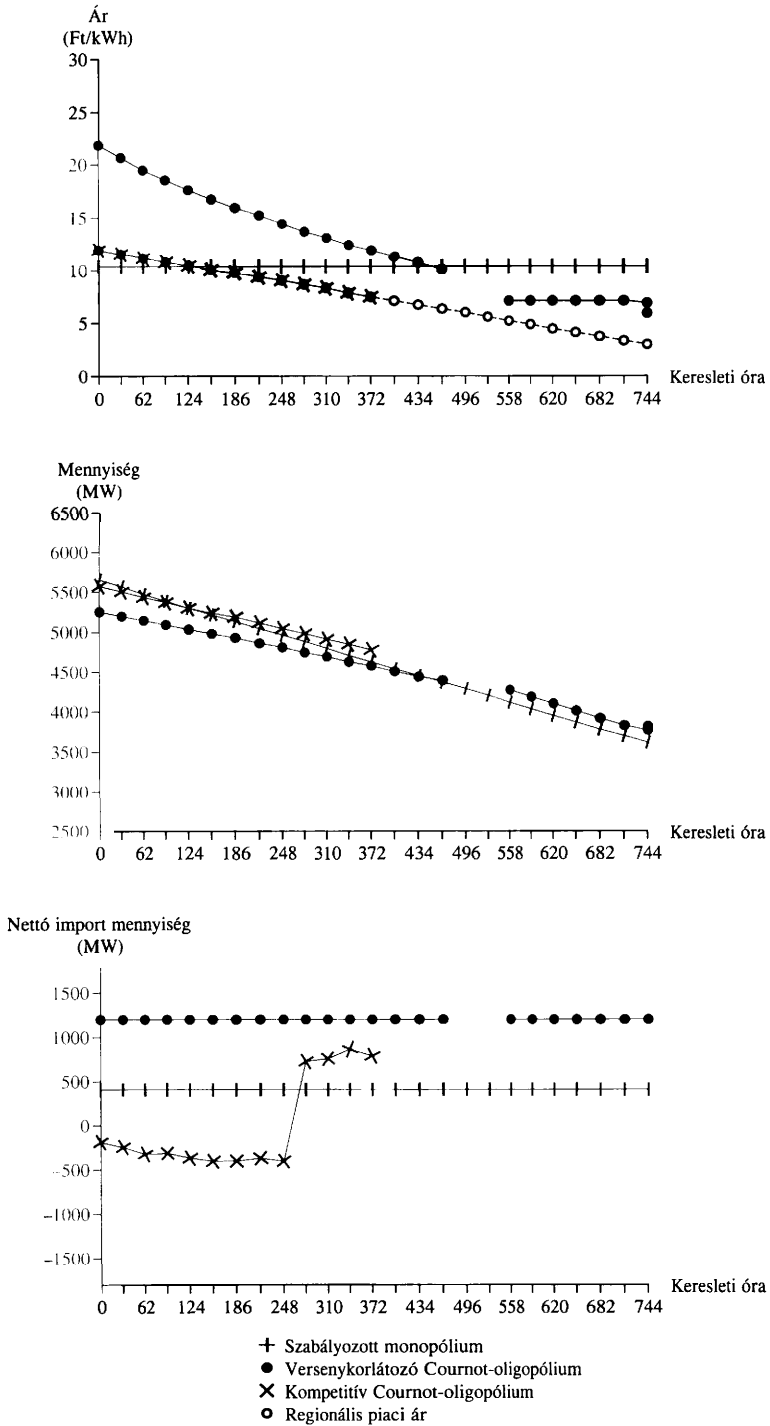 Ár
(Ft/kWh)
30
25
20
15
10
5
0
0 62 124 186 248 310 372 434 496 558 620 682 744
Keresleti óra
Mennyiség
(MW)
6500
6000
5500
5000
4500
4000
3500
3000
2500
0 62 124 186 248 310 372 434 496 558 620 682 744
Keresleti óra
Nettó import mennyiség
(MW)
1500
1000
500
0
–500
–1000
–1500
0 62 124 186 248 310 372 434 496 558 620 682 744
Keresleti óra
Szabályozott monopólium
Versenykorlátozó Cournot-oligopólium
Kompetitív Cournot-oligopólium
Regionális piaci ár